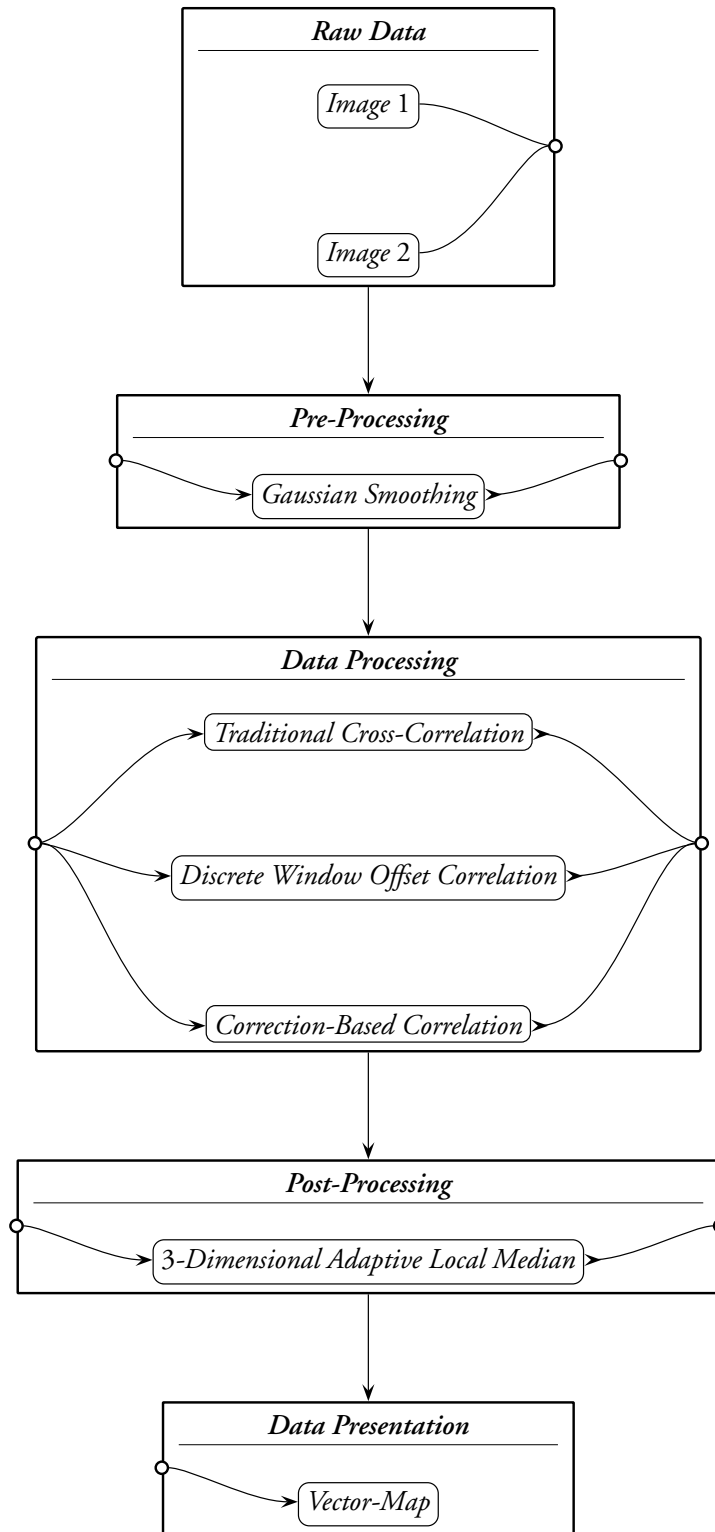 Raw Data
Image 1
Image 2
Pre-Processing
Gaussian Smoothing
Data Processing
Traditional Cross-Correlation
Discrete Window Offset Correlation
Correction-Based Correlation
Post-Processing
3-Dimensional Adaptive Local Median
Data Presentation
Vector-Map